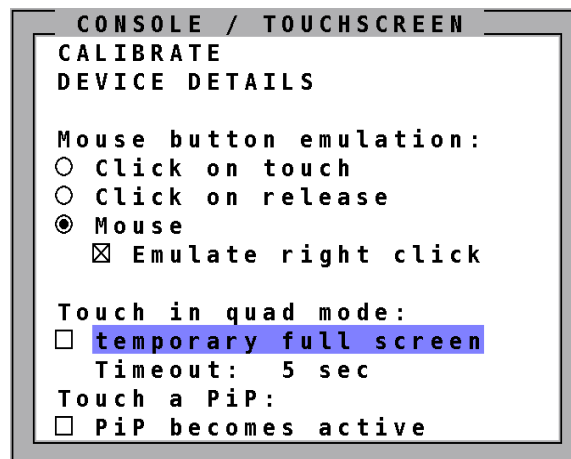 CONSOLE / TOUCHSCREEN
CALIBRATE
DEVICE DETAILS
Mouse button emulation:
Click on touch
Click on release
Mouse
Emulate right click
Touch in quad mode:
temporary full screen
Timeout: 5 sec
Touch a PiP:
PiP becomes active